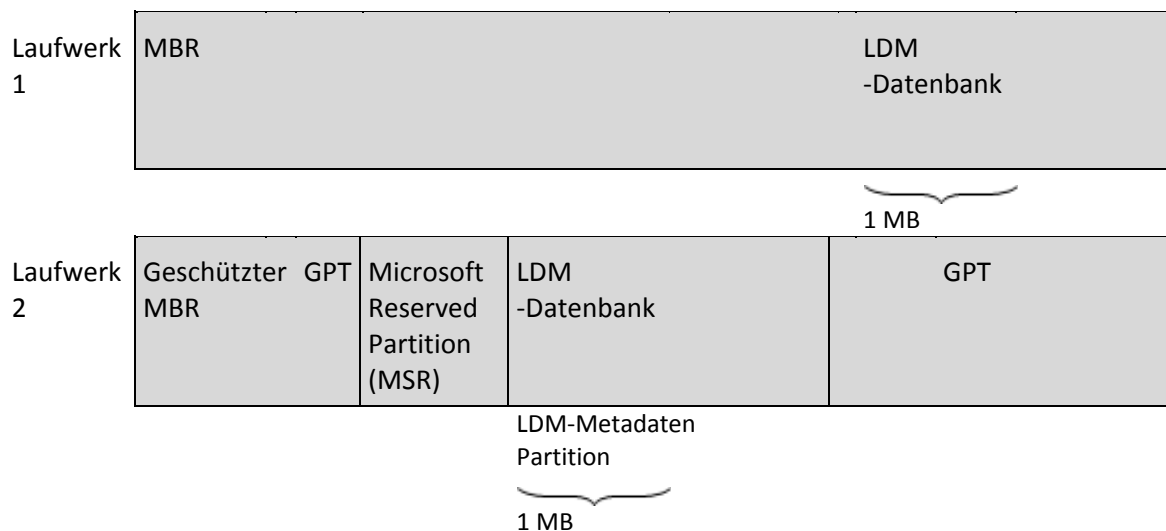 Laufwerk MBR LDM
1 -Datenbank
1 MB
Laufwerk Geschützter GPT Microsoft LDM GPT
2 MBR Reserved -Datenbank
Partition
(MSR)
LDM-Metadaten
Partition
1 MB